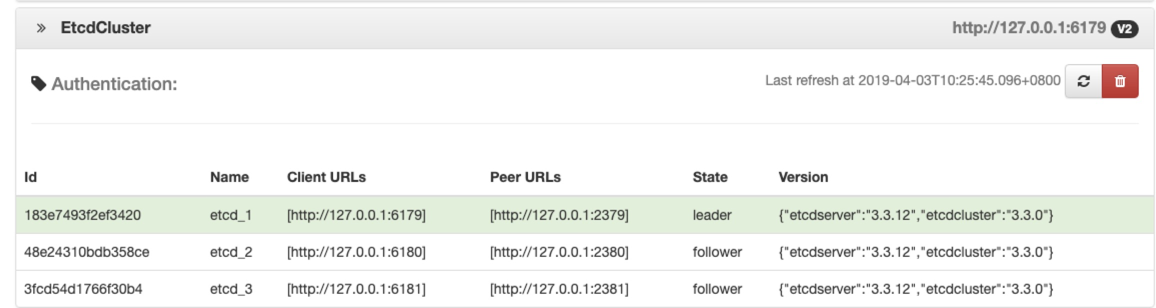 » EtcdCluster http://127.0.0.1:6179 V2
Authentication: Last refresh at 2019-04-03T10:25:45.096+0800
Id Name Client URLs Peer URLs State Version
183e7493f2ef3420 etcd_1 [http://127.0.0.1:6179] [http://127.0.0.1:2379] leader {"etcdserver":"3.3.12","etcdcluster":"3.3.0"}
48e24310bdb358ce etcd_2 [http://127.0.0.1:6180] [http://127.0.0.1:2380] follower {"etcdserver":"3.3.12","etcdcluster":"3.3.0"}
3fcd54d1766f30b4 etcd_3 [http://127.0.0.1:6181] [http://127.0.0.1:2381] follower {"etcdserver":"3.3.12","etcdcluster":"3.3.0"}